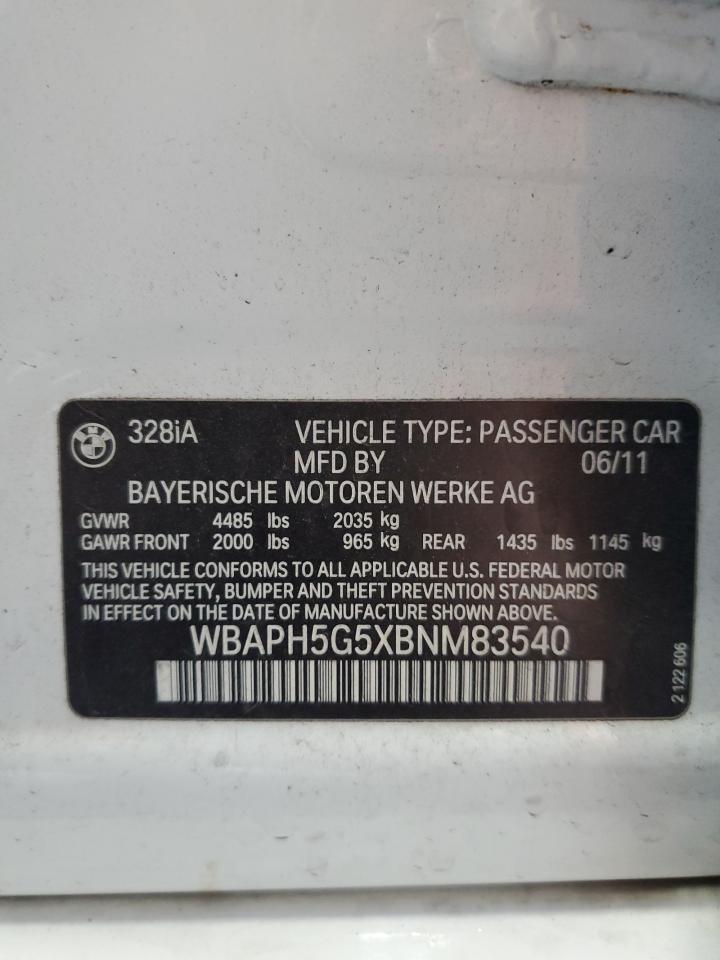 328iA VEHICLE TYPE: PASSENGER CAR
MFD BY 06/11
BAYERISCHE MOTOREN WERKE AG
GVWR 4485 lbs 2035 kg
GAWR FRONT 2000 lbs 965 kg REAR 1435 lbs 1145 kg
THIS VEHICLE CONFORMS TO ALL APPLICABLE U.S. FEDERAL MOTOR
VEHICLE SAFETY, BUMPER AND THEFT PREVENTION STANDARDS
IN EFFECT ON THE DATE OF MANUFACTURE SHOWN ABOVE.
WBAPH5G5XBNM83540
2 122 606